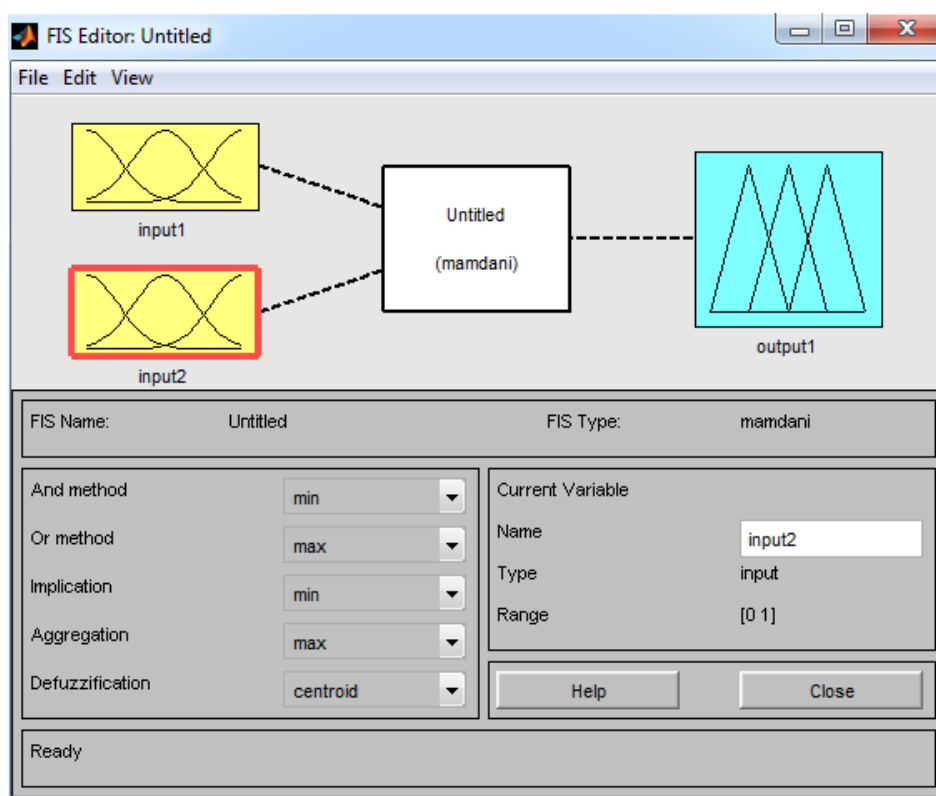 FIS Editor: Untitled
File Edit View
input1
input2
Untitled
(mamdani)
output1
FIS Name: Untitled FIS Type: mamdani
And method min
Or method max
Implication min
Aggregation max
Defuzzification centroid
Current Variable
Name input2
Type input
Range [0 1]
Help Close
Ready